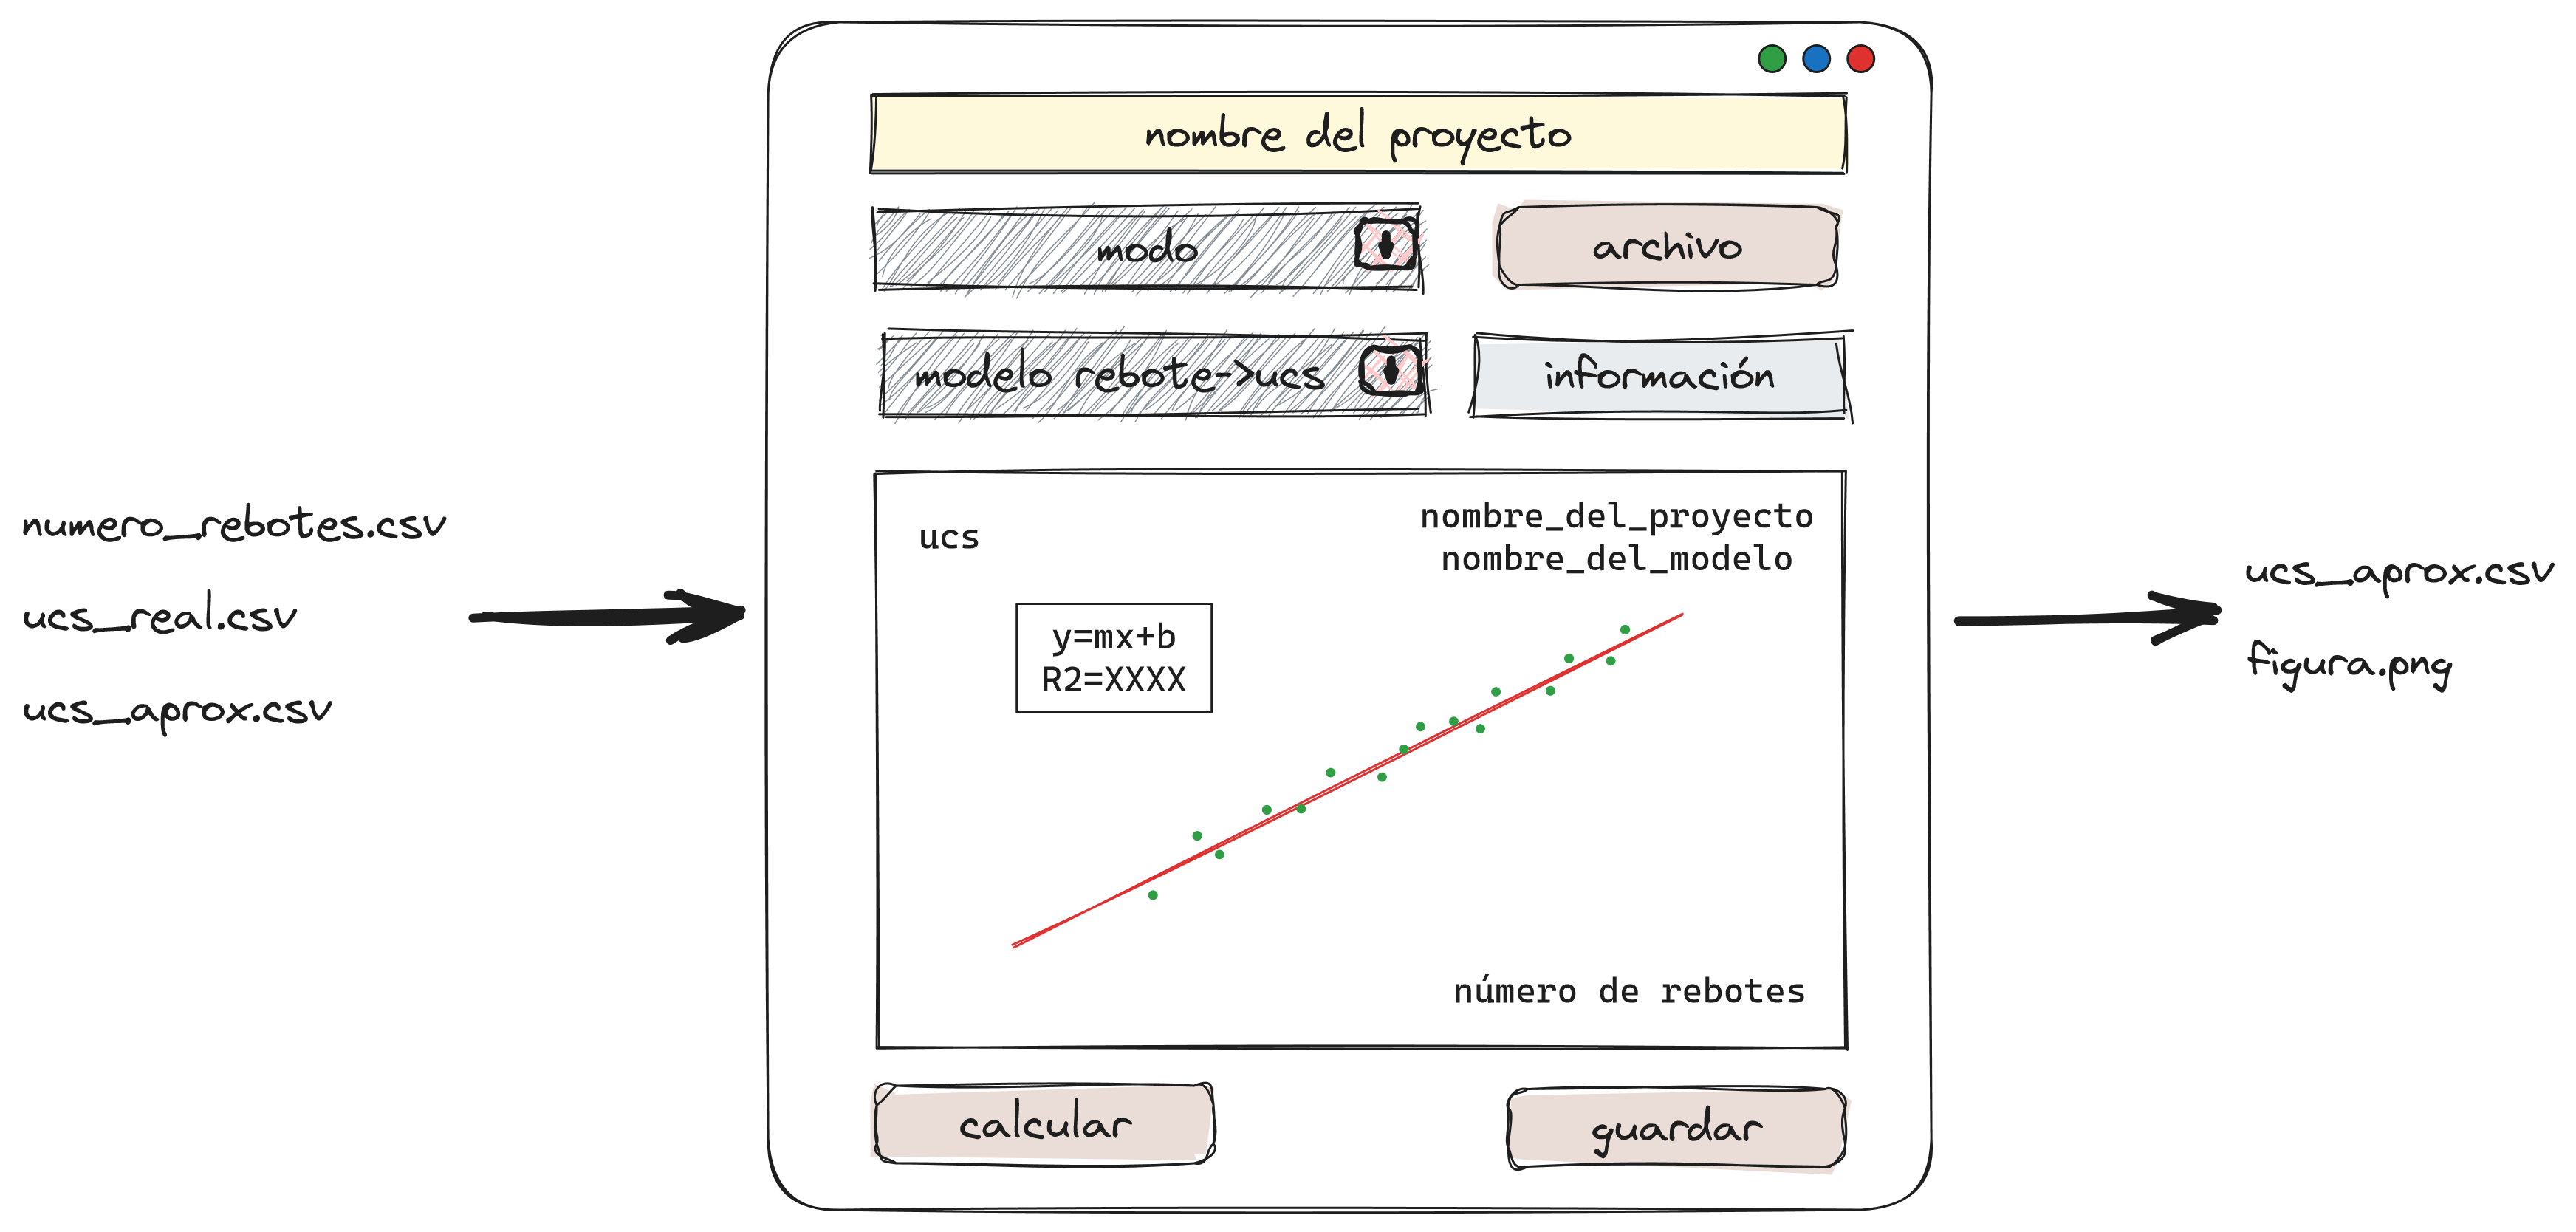 numero_rebotes.csv
ucs_real.csv
ucs_aprox.csv
nombre del proyecto
modo
archivo
modelo rebote->ucs
información
ucs
nombre_del_proyecto
nombre_del_modelo
y=mx+b
R2=XXXX
número de rebotes
calcular
guardar
ucs_aprox.csv
figura.png